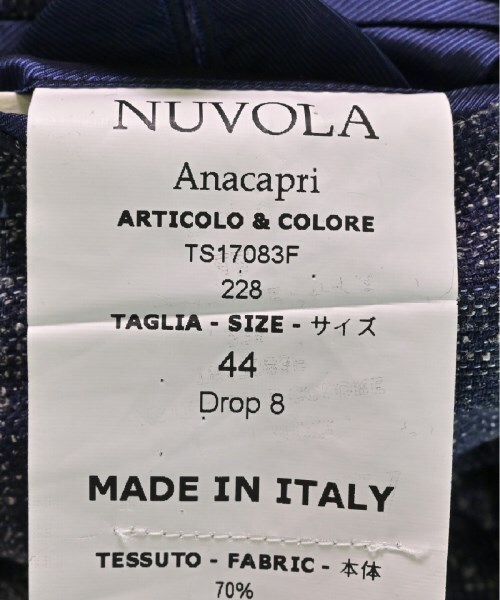 NUVOLA
Anacapri
ARTICOLO & COLORE
TS17083F
228
TAGLIA - SIZE - サイズ
44
Drop 8
MADE IN ITALY
TESSUTO - FABRIC - 本体
70%